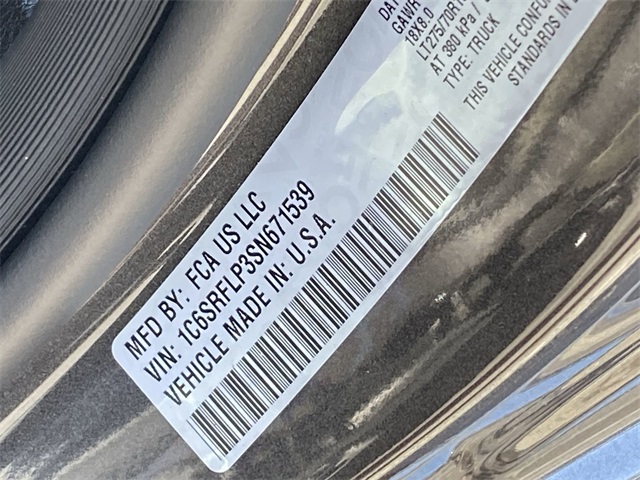 MFD BY: FCA US LLC
VIN: 1C6SRFLP3SN671539
VEHICLE MADE IN: U.S.A.
GAWR
18X8.0
LT275/70R1
AT 380 kPa /
TYPE: TRUCK
THIS VEHICLE CONFO
STANDARDS IN